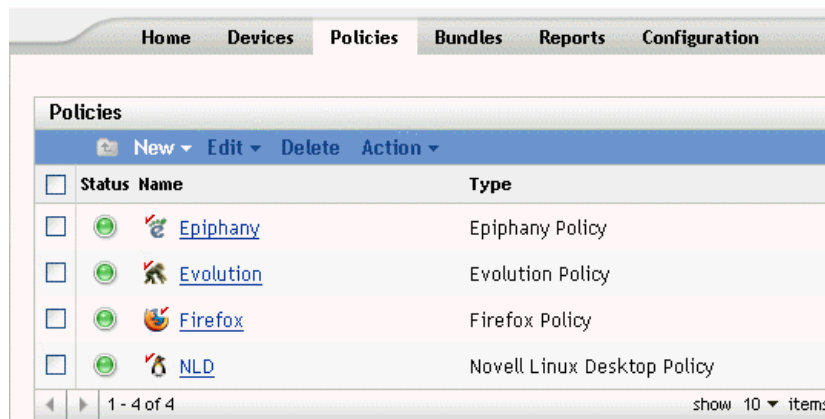 Home Devices Policies Bundles Reports Configuration
Policies
New Edit Delete Action
Status Name Type
Epiphany Epiphany Policy
Evolution Evolution Policy
Firefox Firefox Policy
NLD Novell Linux Desktop Policy
1 - 4 of 4 show 10 items